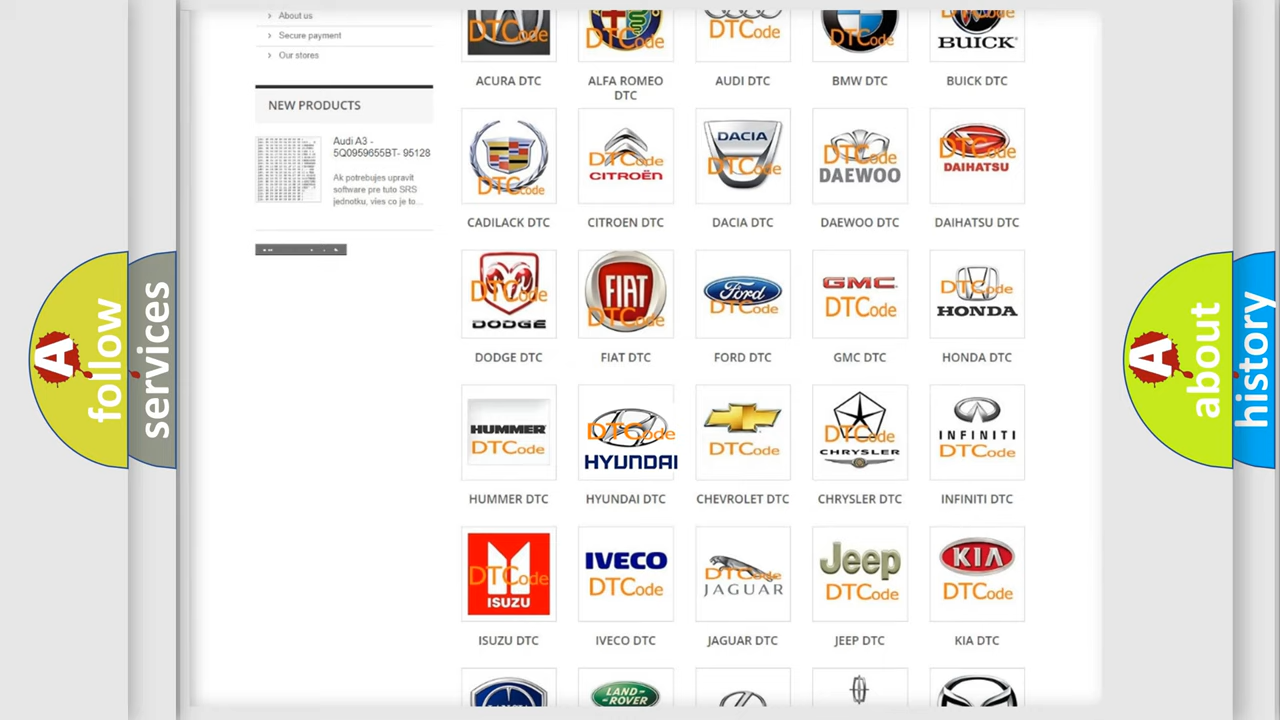 About us
Secure payment
Our stores
NEW PRODUCTS
Audi A3 -
5Q0959655BT- 95128
Ak potrebujes upravit
software pre tuto SRS
jednotku, vies co je to...
DTCode
DTCode
DTCode
DTCode
BUICK
ACURA DTC
ALFA ROMEO
DTC
AUDI DTC
BMW DTC
BUICK DTC
DTCode
DTCode
CITROËN
DACIA
DTCode
DTCode
DAEWOO
DTCode
DAIHATSU
CADILACK DTC
CITROEN DTC
DACIA DTC
DAEWOO DTC
DAIHATSU DTC
DTCode
DODGE
FIAT
DTCode
Ford
DTCode
GMC
DTCode
DTCode
HONDA
DODGE DTC
FIAT DTC
FORD DTC
GMC DTC
HONDA DTC
HUMMER
DTCode
DTCode
HYUNDAI
DTCode
DTCode
CHRYSLER
INFINITI
DTCode
HUMMER DTC
HYUNDAI DTC
CHEVROLET DTC
CHRYSLER DTC
INFINITI DTC
DTCode
ISUZU
IVECO
DTCode
DTCode
JAGUAR
Jeep
DTCode
KIA
DTCode
ISUZU DTC
IVECO DTC
JAGUAR DTC
JEEP DTC
KIA DTC
LAND-
ROVER
A
follow
services
A
about
history